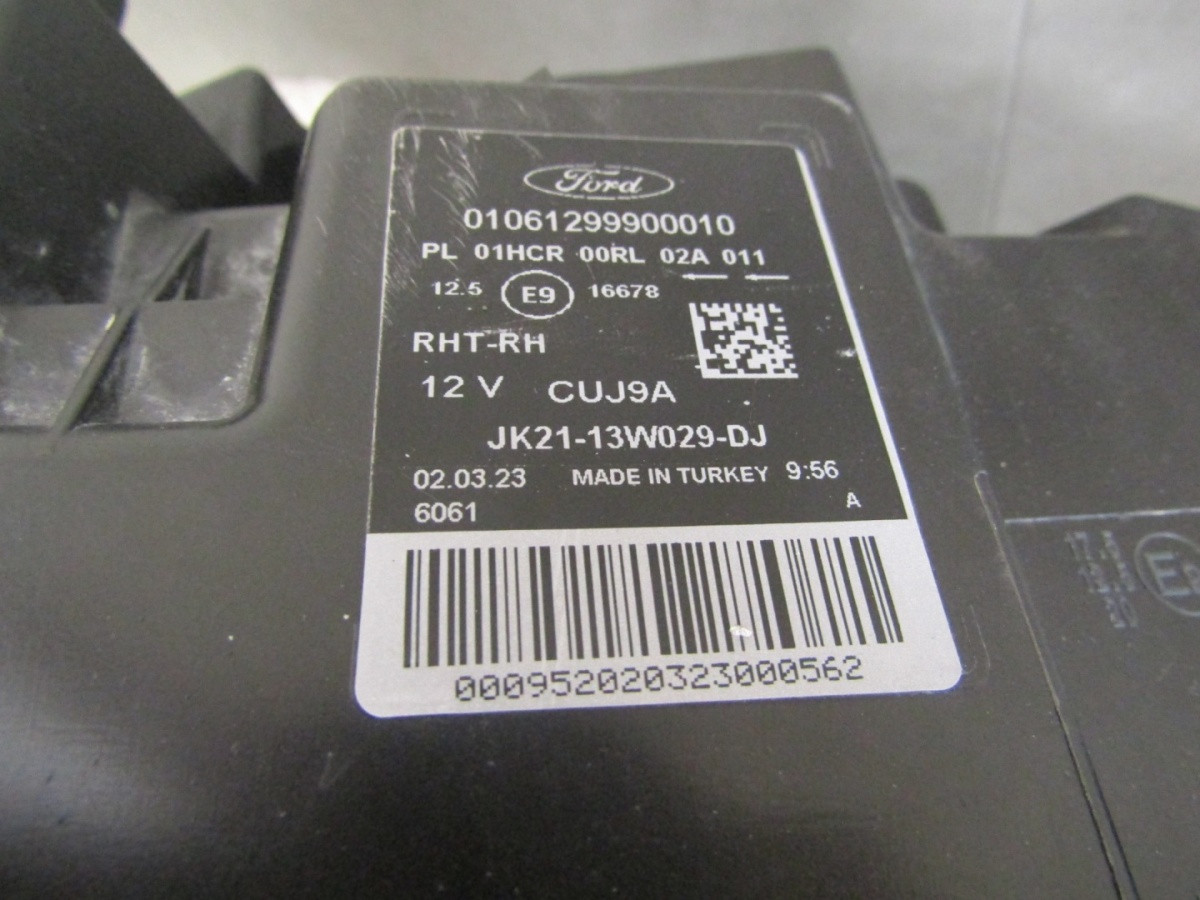 Ford
01061299900010
PL 01HCR 00RL 02A 011
12.5 E9 16678
RHT-RH
12 V CUJ9A
JK21-13W029-DJ
02.03.23 MADE IN TURKEY 9:56
6061 A
000952020323000562